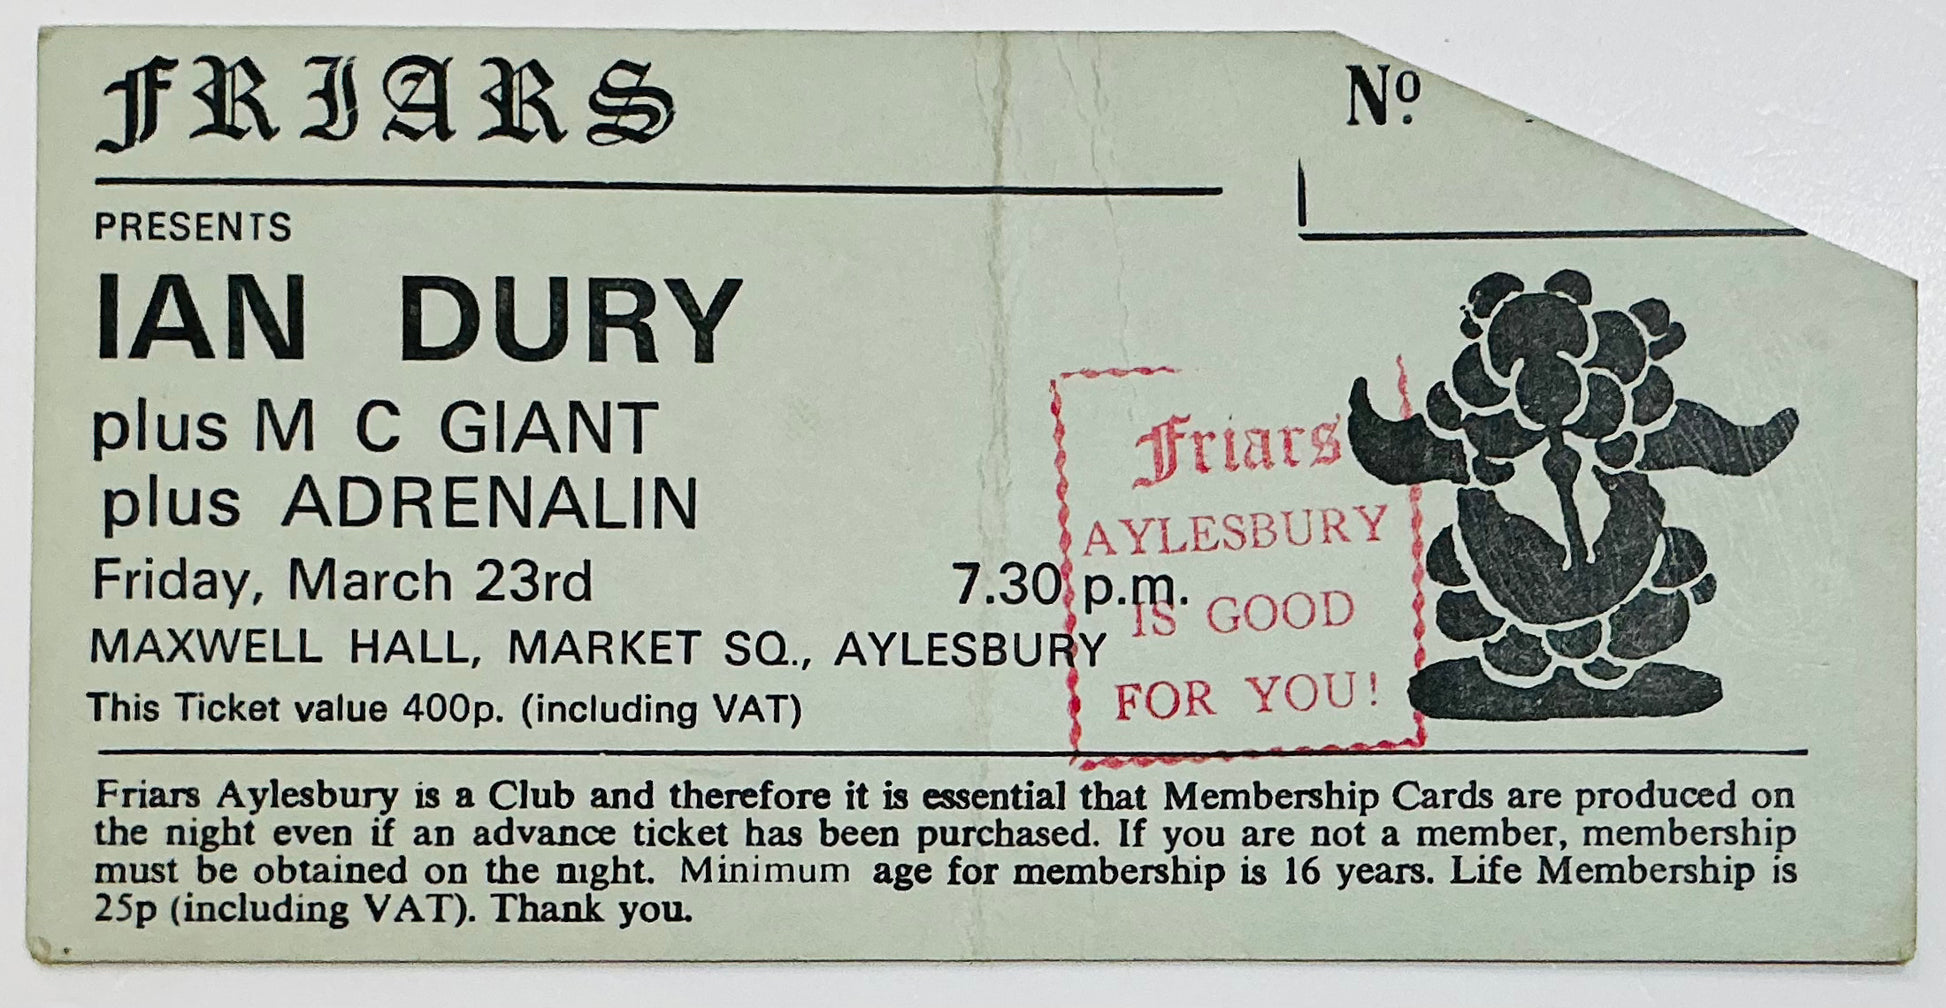 FRIARS
Nº
PRESENTS
IAN DURY
plus M C GIANT
plus ADRENALIN
Friday, March 23rd 7.30 p.m.
MAXWELL HALL, MARKET SQ., AYLESBURY
This Ticket value 400p. (including VAT)
Friars
AYLESBURY
IS GOOD
FOR YOU!
Friars Aylesbury is a Club and therefore it is essential that Membership Cards are produced on
the night even if an advance ticket has been purchased. If you are not a member, membership
must be obtained on the night. Minimum age for membership is 16 years. Life Membership is
25p (including VAT). Thank you.